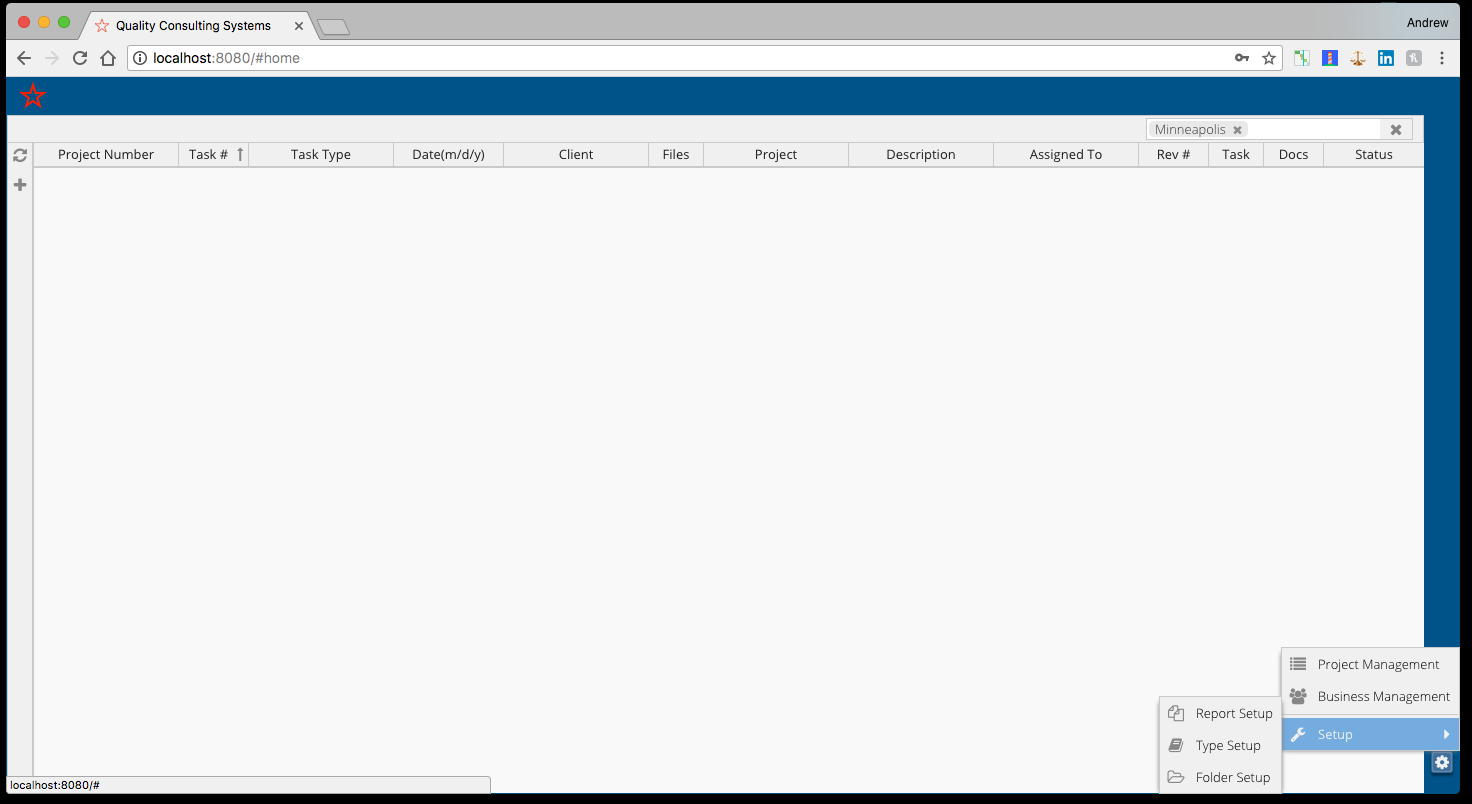 Quality Consulting Systems
Andrew
localhost:8080/#home
Minneapolis
Project Number Task # Task Type Date(m/d/y) Client Files Project Description Assigned To Rev # Task Docs Status
Project Management
Business Management
Report Setup
Setup
Type Setup
Folder Setup
localhost:8080/#